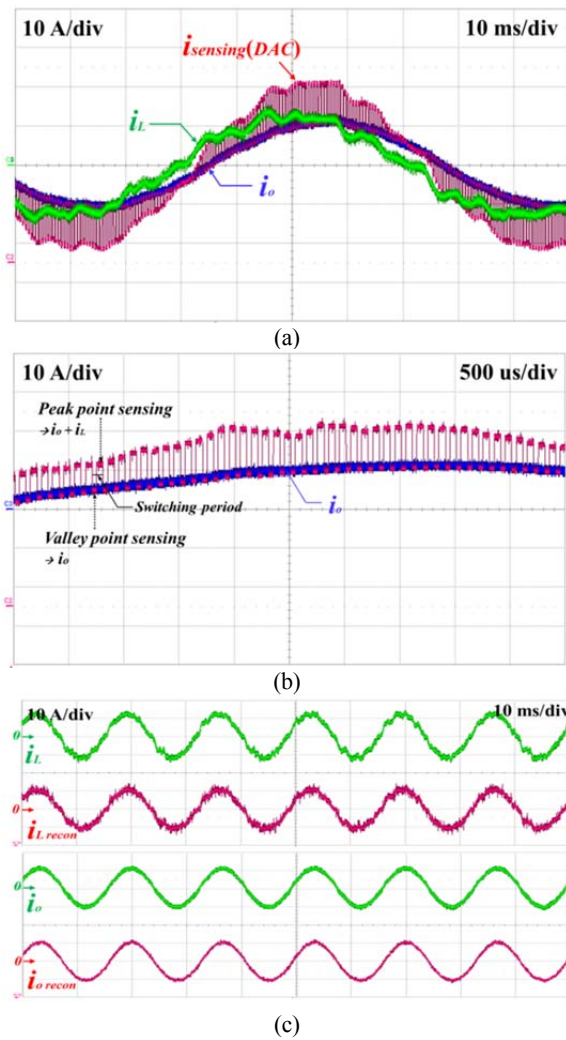 10 A/div 10 ms/div
isensing(DAC)
iL
io
(a)
10 A/div 500 us/div
Peak point sensing
→io + iL
Switching period
io
Valley point sensing
→ io
(b)
10 A/div 10 ms/div
0→
iL
0→
iL recon
0→
io
0→
io recon
(c)